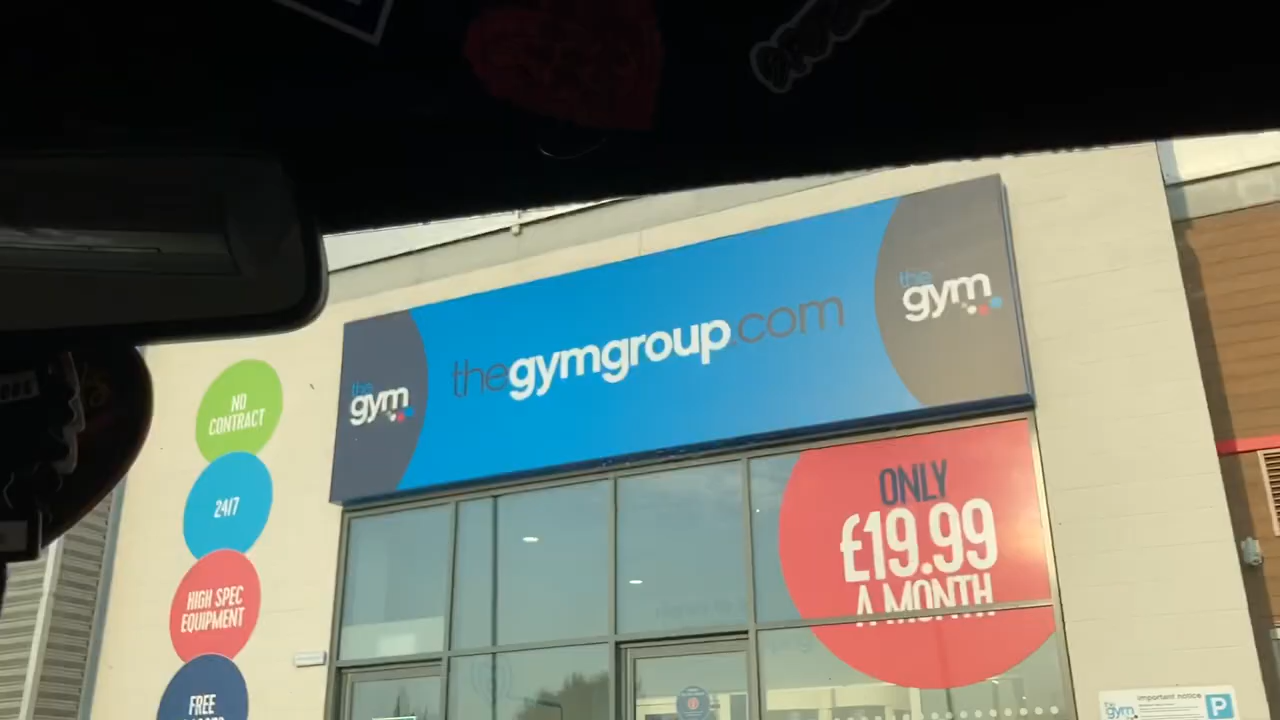 thegymgroup.com
the
gym
the
gym
NO
CONTRACT
24/7
HIGH SPEC
EQUIPMENT
FREE
ONLY
£19.99
A MONTH
the
gym
important notice
P